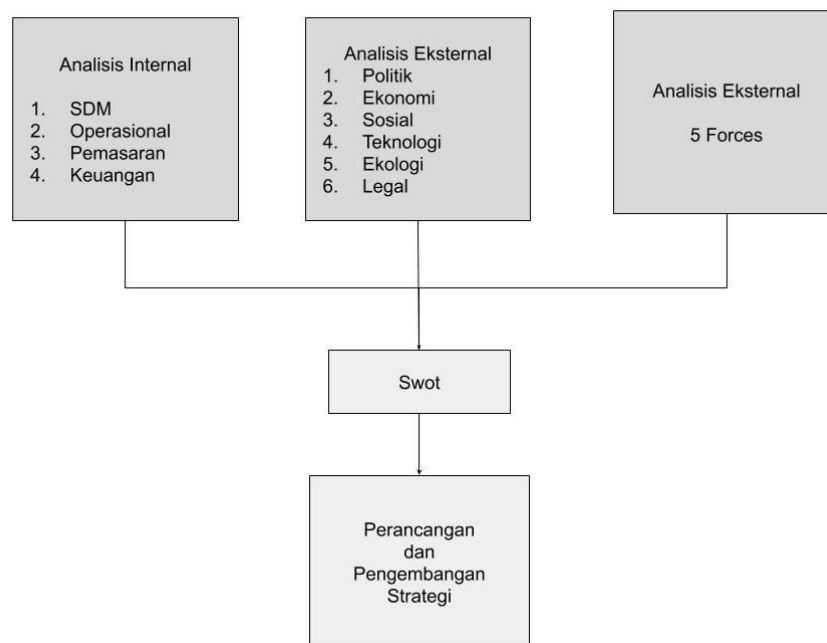 Analisis Internal
1. SDM
2. Operasional
3. Pemasaran
4. Keuangan
Analisis Eksternal
1. Politik
2. Ekonomi
3. Sosial
4. Teknologi
5. Ekologi
6. Legal
Analisis Eksternal
5 Forces
Swot
Perancangan
dan
Pengembangan
Strategi